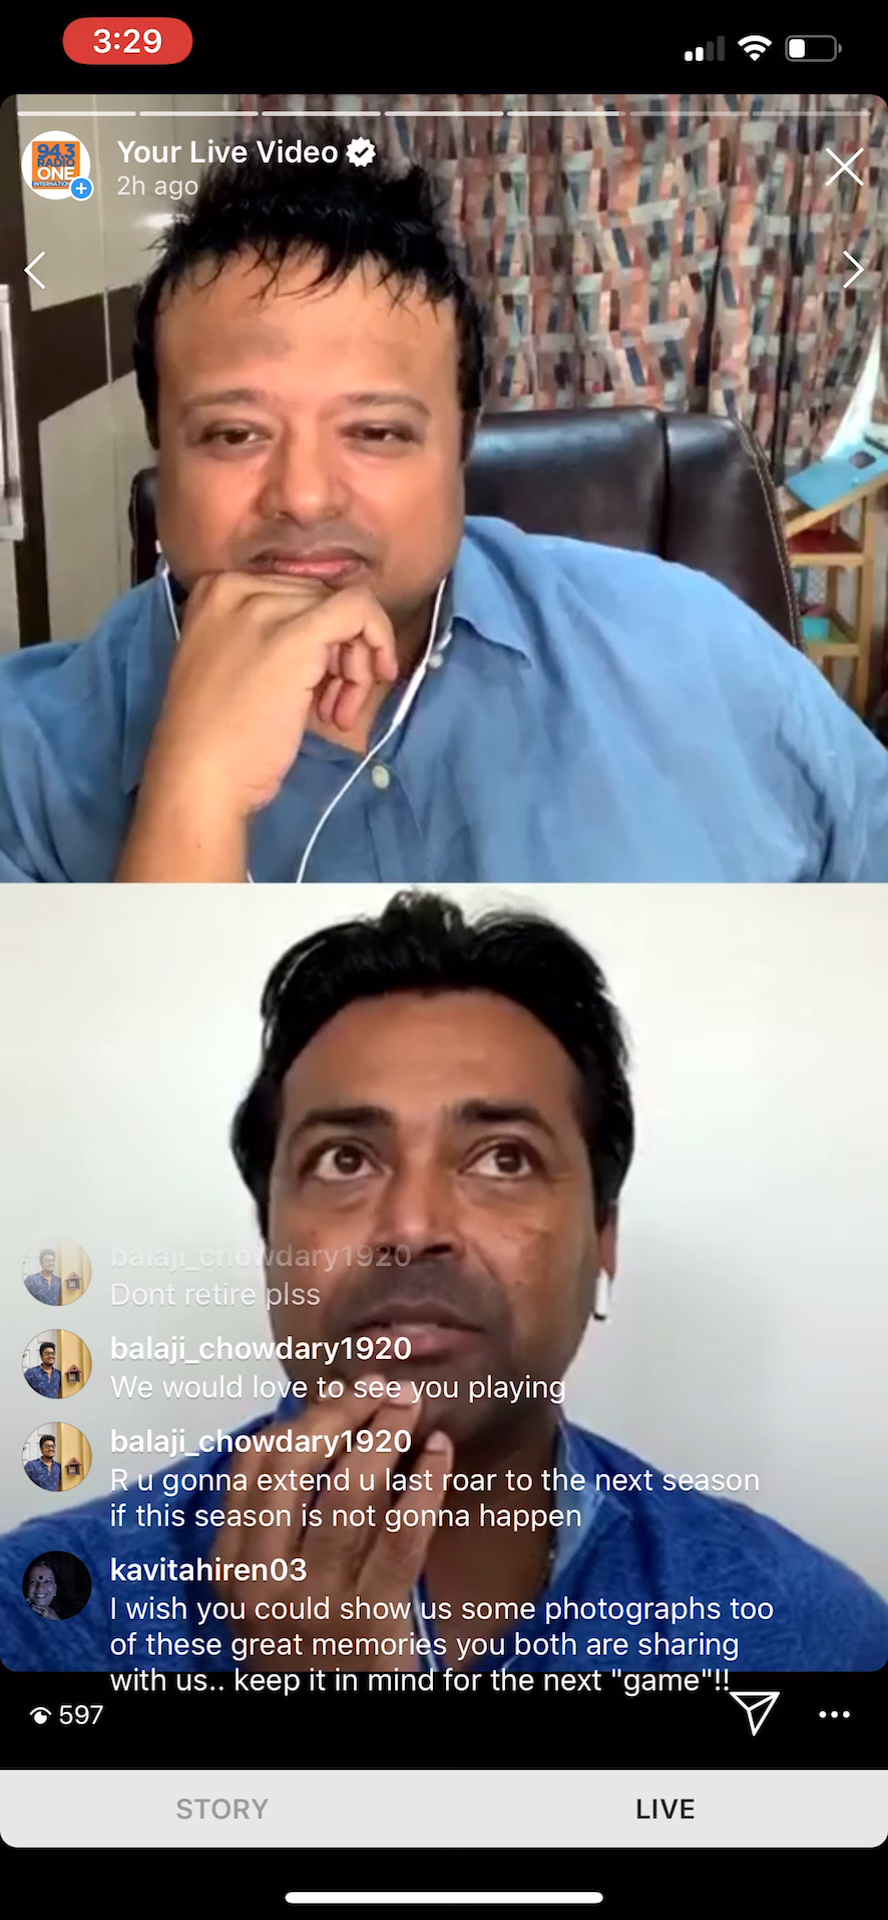 3:29
94.3
RADIO
ONE
INTERNATIONAL
Your Live Video
2h ago
balaji_chowdary1920
Dont retire plss
balaji_chowdary1920
We would love to see you playing
balaji_chowdary1920
R u gonna extend u last roar to the next season
if this season is not gonna happen
kavitahiren03
I wish you could show us some photographs too
of these great memories you both are sharing
with us.. keep it in mind for the next "game"!!
597
STORY
LIVE